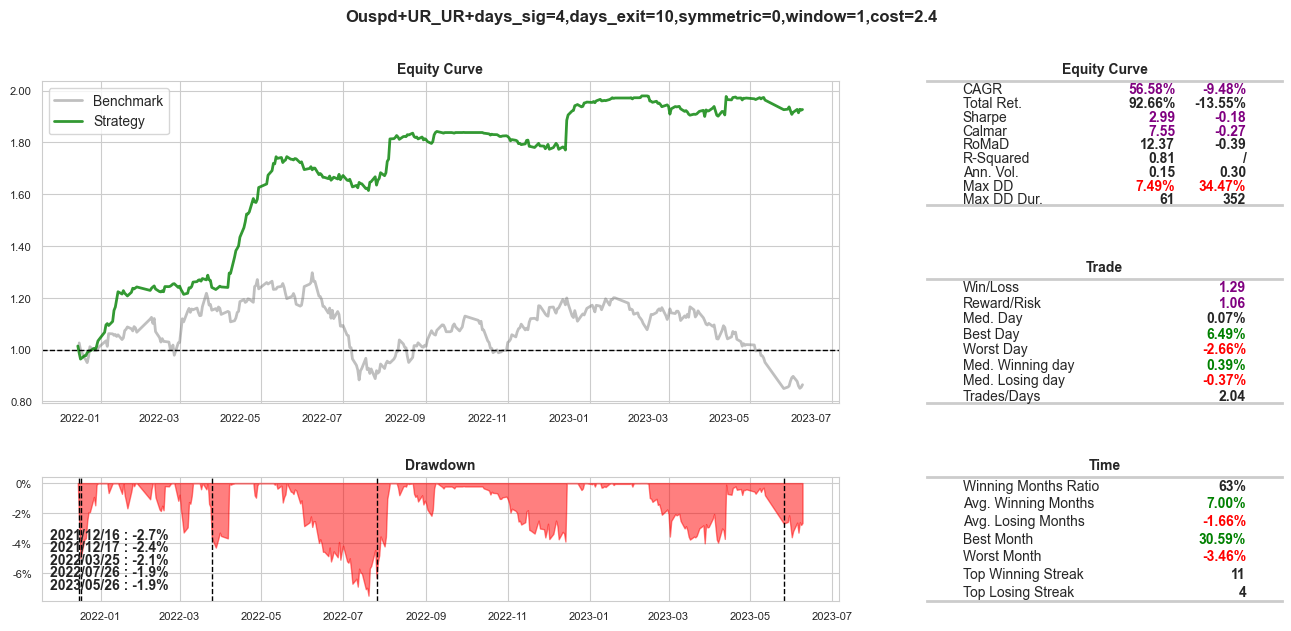 Ouspd+UR_UR+days_sig=4,days_exit=10,symmetric=0,window=1,cost=2.4
Equity Curve
Benchmark
Strategy
2.00
1.80
1.60
1.40
1.20
1.00
0.80
2022-01 2022-03 2022-05 2022-07 2022-09 2022-11 2023-01 2023-03 2023-05 2023-07
Equity Curve
CAGR 56.58% -9.48%
Total Ret. 92.66% -13.55%
Sharpe 2.99 -0.18
Calmar 7.55 -0.27
RoMaD 12.37 -0.39
R-Squared 0.81 /
Ann. Vol. 0.15 0.30
Max DD 7.49% 34.47%
Max DD Dur. 61 352
Trade
Win/Loss 1.29
Reward/Risk 1.06
Med. Day 0.07%
Best Day 6.49%
Worst Day -2.66%
Med. Winning day 0.39%
Med. Losing day -0.37%
Trades/Days 2.04
Drawdown
0%
-2%
-4%
-6%
2021/12/16 : -2.7%
2021/12/17 : -2.4%
2022/03/25 : -2.1%
2022/07/26 : -1.9%
2023/05/26 : -1.9%
2022-01 2022-03 2022-05 2022-07 2022-09 2022-11 2023-01 2023-03 2023-05 2023-07
Time
Winning Months Ratio 63%
Avg. Winning Months 7.00%
Avg. Losing Months -1.66%
Best Month 30.59%
Worst Month -3.46%
Top Winning Streak 11
Top Losing Streak 4